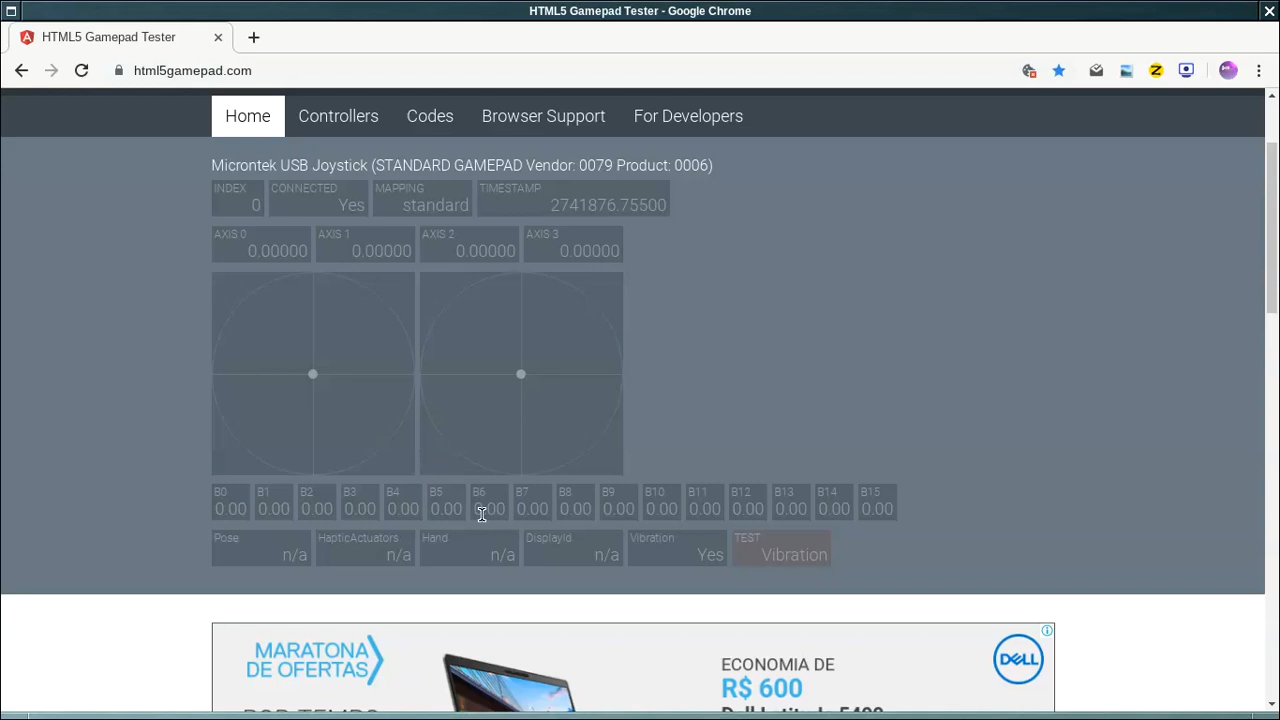 HTML5 Gamepad Tester - Google Chrome
HTML5 Gamepad Tester
html5gamepad.com
Home Controllers Codes Browser Support For Developers
Microntek USB Joystick (STANDARD GAMEPAD Vendor: 0079 Product: 0006)
INDEX CONNECTED MAPPING TIMESTAMP
0 Yes standard 2741876.75500
AXIS 0 AXIS 1 AXIS 2 AXIS 3
0.00000 0.00000 0.00000 0.00000
B0 B1 B2 B3 B4 B5 B6 B7 B8 B9 B10 B11 B12 B13 B14 B15
0.00 0.00 0.00 0.00 0.00 0.00 0.00 0.00 0.00 0.00 0.00 0.00 0.00 0.00 0.00 0.00
Pose HapticActuators Hand DisplayId Vibration TEST
n/a n/a n/a n/a Yes Vibration
MARATONA
DE OFERTAS
ECONOMIA DE
R$ 600
DELL